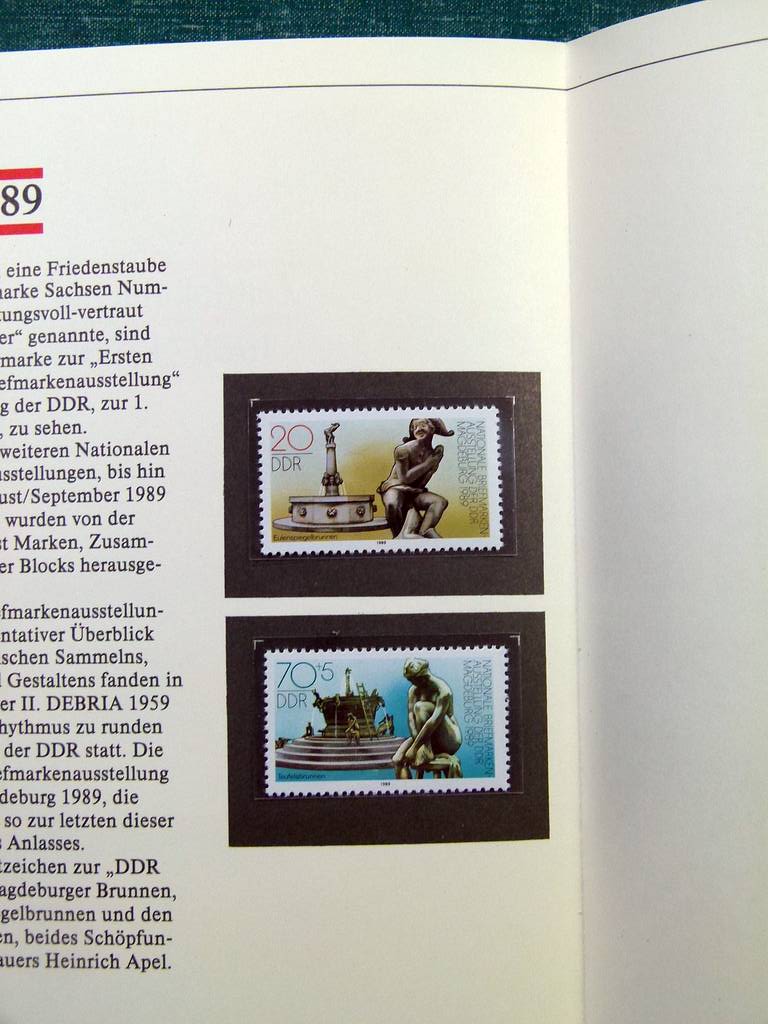 89
eine Friedenstaube
arke Sachsen Num-
tungsvoll-vertraut
er“ genannte, sind
marke zur „Ersten
efmarkenausstellung“
g der DDR, zur 1.
, zu sehen.
weiteren Nationalen
usstellungen, bis hin
ust/September 1989
wurden von der
st Marken, Zusam-
er Blocks herausge-
fmarkenausstellun-
ntativer Überblick
ischen Sammelns,
l Gestaltens fanden in
er II. DEBRIA 1959
hythmus zu runden
der DDR statt. Die
efmarkenausstellung
deburg 1989, die
so zur letzten dieser
s Anlasses.
tzeichen zur „DDR
agdeburger Brunnen,
gelbrunnen und den
en, beides Schöpfun-
auers Heinrich Apel.
20
DDR
NATIONALE BRIEFMARKEN-
AUSSTELLUNG DER DDR
MAGDEBURG 1989
Eulenspiegelbrunnen
1989
70+5
DDR
NATIONALE BRIEFMARKEN-
AUSSTELLUNG DER DDR
MAGDEBURG 1989
Teufelsbrunnen
1989